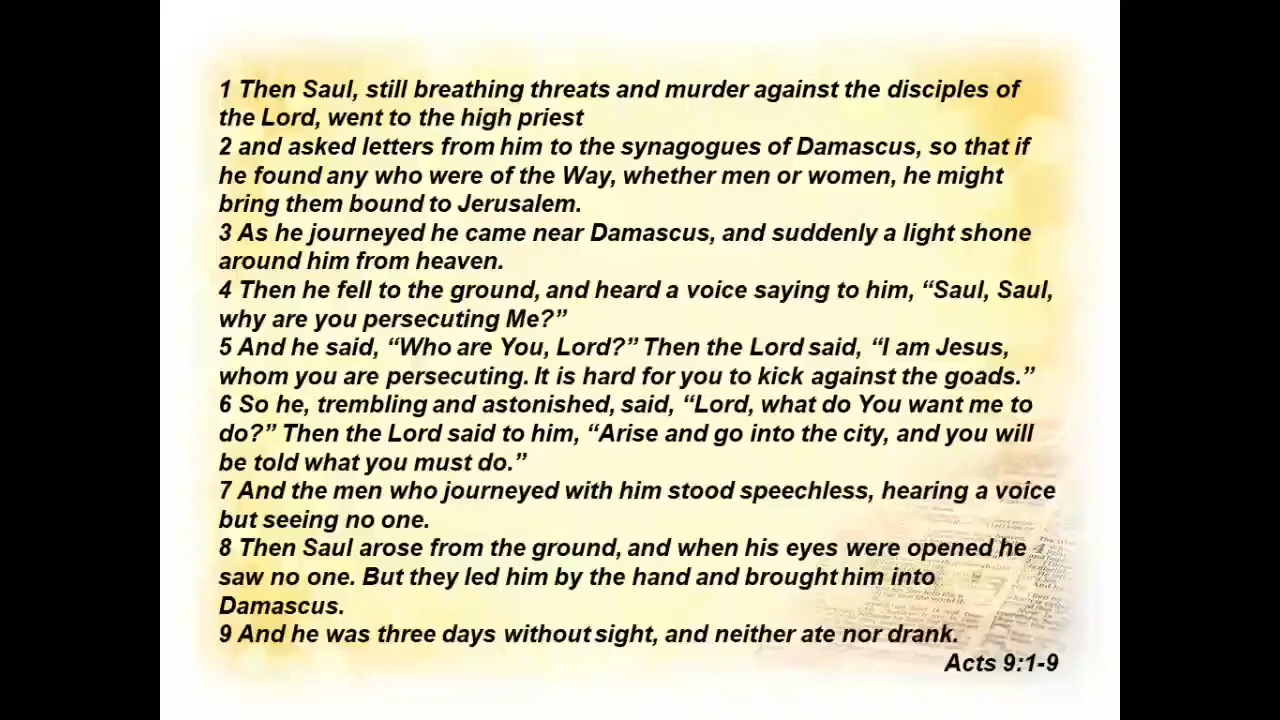 1 Then Saul, still breathing threats and murder against the disciples of
the Lord, went to the high priest
2 and asked letters from him to the synagogues of Damascus, so that if
he found any who were of the Way, whether men or women, he might
bring them bound to Jerusalem.
3 As he journeyed he came near Damascus, and suddenly a light shone
around him from heaven.
4 Then he fell to the ground, and heard a voice saying to him, “Saul, Saul,
why are you persecuting Me?”
5 And he said, “Who are You, Lord?” Then the Lord said, “I am Jesus,
whom you are persecuting. It is hard for you to kick against the goads.”
6 So he, trembling and astonished, said, “Lord, what do You want me to
do?” Then the Lord said to him, “Arise and go into the city, and you will
be told what you must do.”
7 And the men who journeyed with him stood speechless, hearing a voice
but seeing no one.
8 Then Saul arose from the ground, and when his eyes were opened he
saw no one. But they led him by the hand and brought him into
Damascus.
9 And he was three days without sight, and neither ate nor drank.
Acts 9:1-9